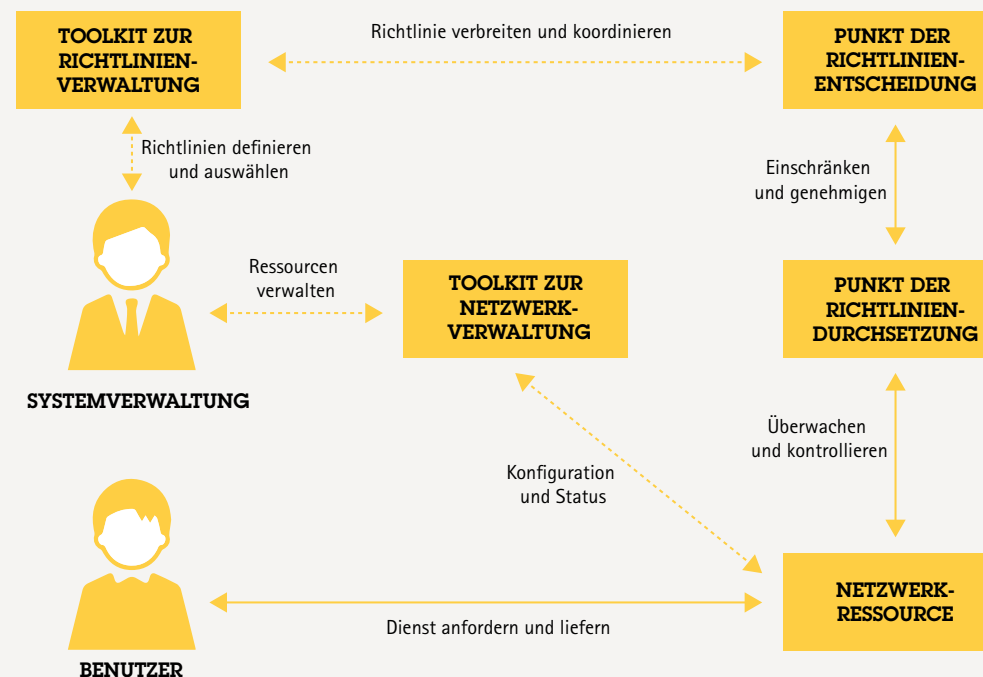 TOOLKIT ZUR
RICHTLINIEN-
VERWALTUNG
Richtlinie verbreiten und koordinieren
PUNKT DER
RICHTLINIEN-
ENTSCHEIDUNG
Richtlinien definieren
und auswählen
Einschränken
und genehmigen
Ressourcen
verwalten
TOOLKIT ZUR
NETZWERK-
VERWALTUNG
PUNKT DER
RICHTLINIEN-
DURCHSETZUNG
SYSTEMVERWALTUNG
Überwachen
und kontrollieren
Konfiguration
und Status
NETZWERK-
RESSOURCE
Dienst anfordern und liefern
BENUTZER